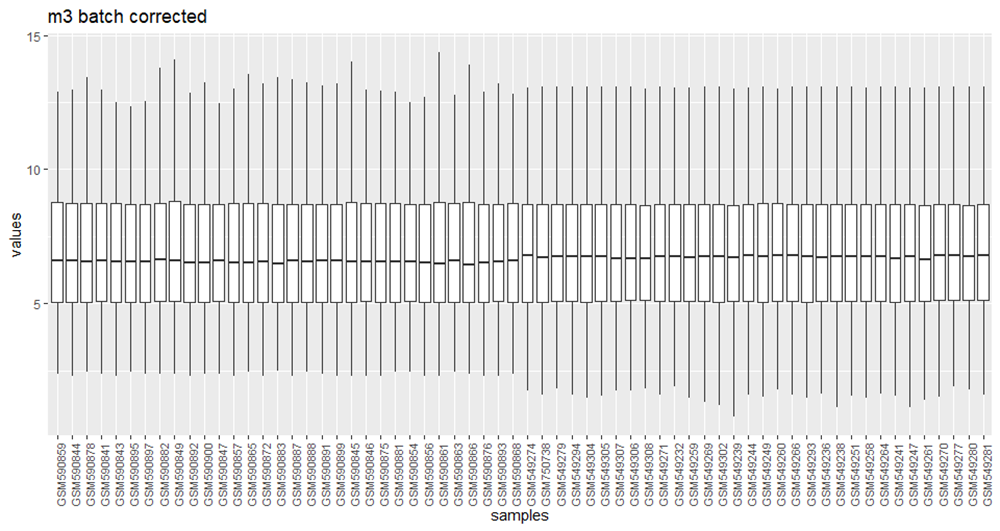 m3 batch corrected
15
10
5
values
GSM590859
GSM590844
GSM590878
GSM590841
GSM590843
GSM590895
GSM590897
GSM590882
GSM590849
GSM590892
GSM590900
GSM590847
GSM590857
GSM590865
GSM590872
GSM590883
GSM590887
GSM590888
GSM590891
GSM590899
GSM590845
GSM590846
GSM590875
GSM590881
GSM590854
GSM590856
GSM590861
GSM590863
GSM590866
GSM590876
GSM590893
GSM590868
GSM549274
GSM750738
GSM549279
GSM549294
GSM549304
GSM549305
GSM549307
GSM549306
GSM549308
GSM549271
GSM549232
GSM549259
GSM549269
GSM549302
GSM549239
GSM549244
GSM549249
GSM549260
GSM549266
GSM549293
GSM549236
GSM549238
GSM549251
GSM549258
GSM549264
GSM549241
GSM549247
GSM549261
GSM549270
GSM549277
GSM549280
GSM549281
samples